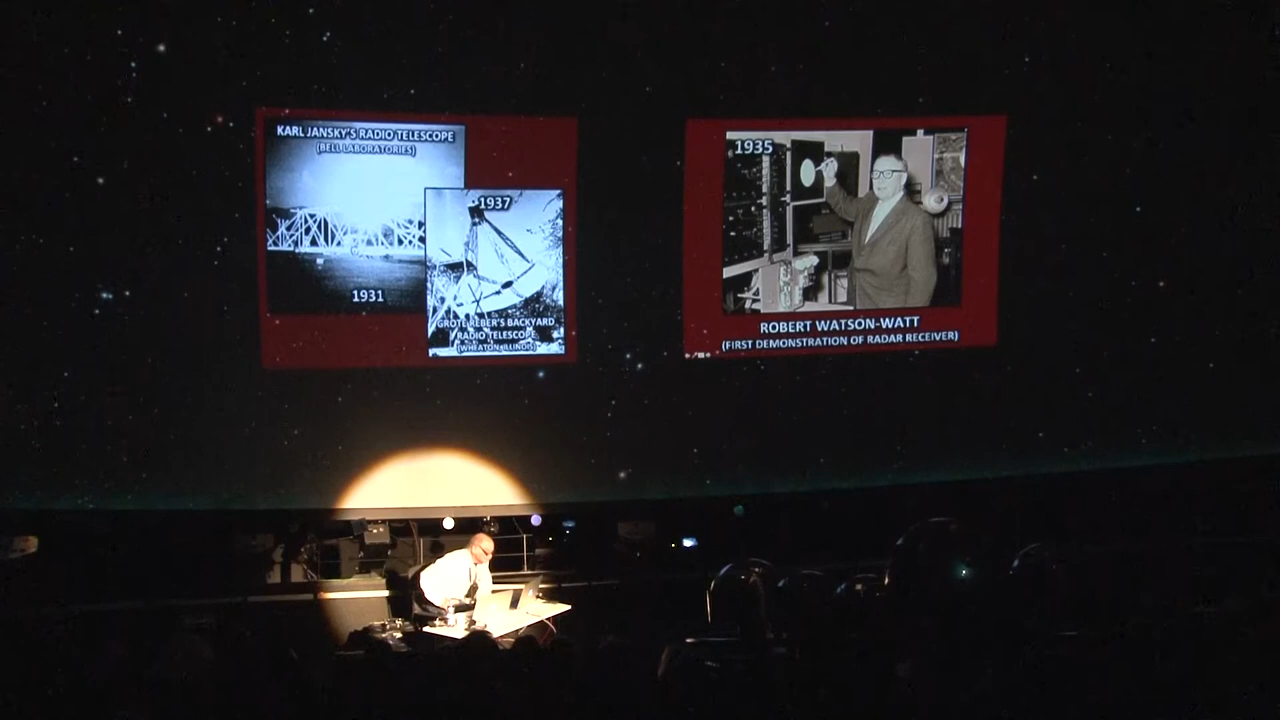 KARL JANSKY'S RADIO TELESCOPE
(BELL LABORATORIES)
1931
1937
GROTE REBER'S BACKYARD
RADIO TELESCOPE
(WHEATON, ILLINOIS)
1935
ROBERT WATSON-WATT
(FIRST DEMONSTRATION OF RADAR RECEIVER)